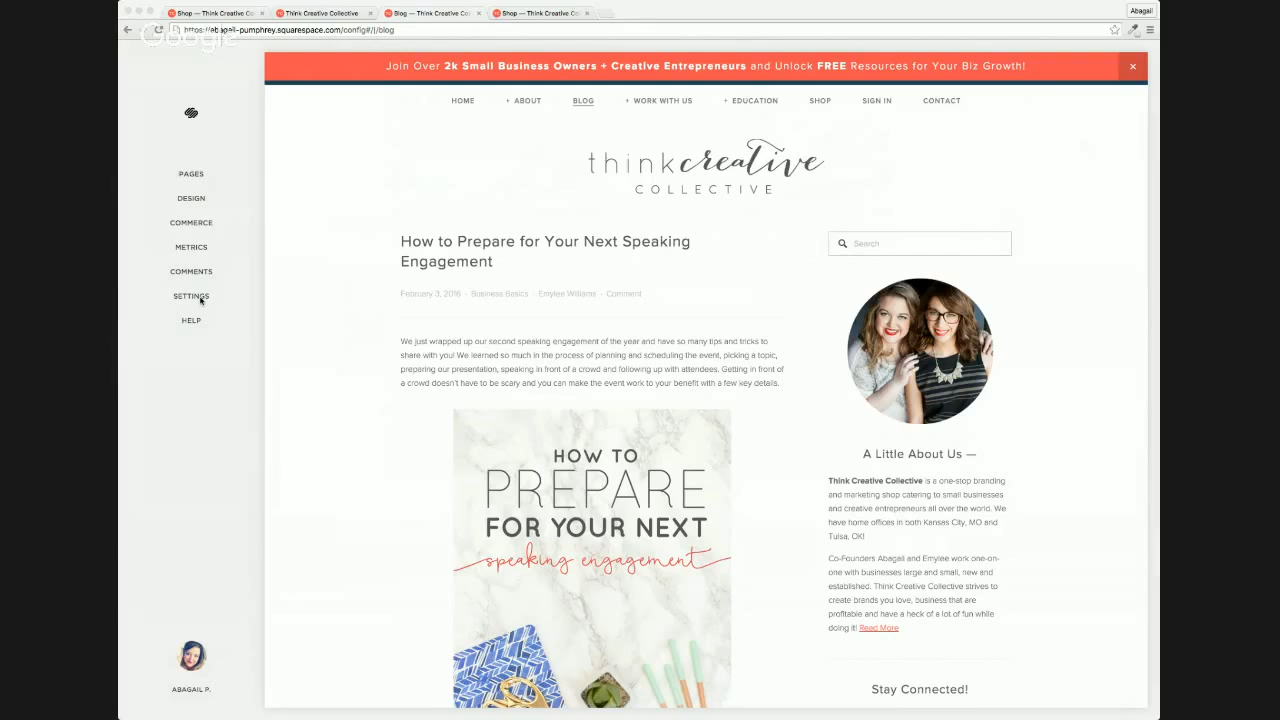 Shop — Think Creative Co
Think Creative Collective
Blog — Think Creative Co
Shop — Think Creative Co
Abagail
https://abagail-pumphrey.squarespace.com/config#/|/blog
Google
Join Over 2k Small Business Owners + Creative Entrepreneurs and Unlock FREE Resources for Your Biz Growth!
HOME + ABOUT BLOG + WORK WITH US + EDUCATION SHOP SIGN IN CONTACT
PAGES
DESIGN
COMMERCE
METRICS
COMMENTS
SETTINGS
HELP
ABAGAIL P.
thinkcreative
COLLECTIVE
How to Prepare for Your Next Speaking
Engagement
February 3, 2016 · Business Basics · Emylee Williams · Comment
We just wrapped up our second speaking engagement of the year and have so many tips and tricks to
share with you! We learned so much in the process of planning and scheduling the event, picking a topic,
preparing our presentation, speaking in front of a crowd and following up with attendees. Getting in front of
a crowd doesn't have to be scary and you can make the event work to your benefit with a few key details.
HOW TO
PREPARE
FOR YOUR NEXT
speaking engagement
Search
A Little About Us —
Think Creative Collective is a one-stop branding
and marketing shop catering to small businesses
and creative entrepreneurs all over the world. We
have home offices in both Kansas City, MO and
Tulsa, OK!
Co-Founders Abagail and Emylee work one-on-
one with businesses large and small, new and
established. Think Creative Collective strives to
create brands you love, business that are
profitable and have a heck of a lot of fun while
doing it! Read More
Stay Connected!